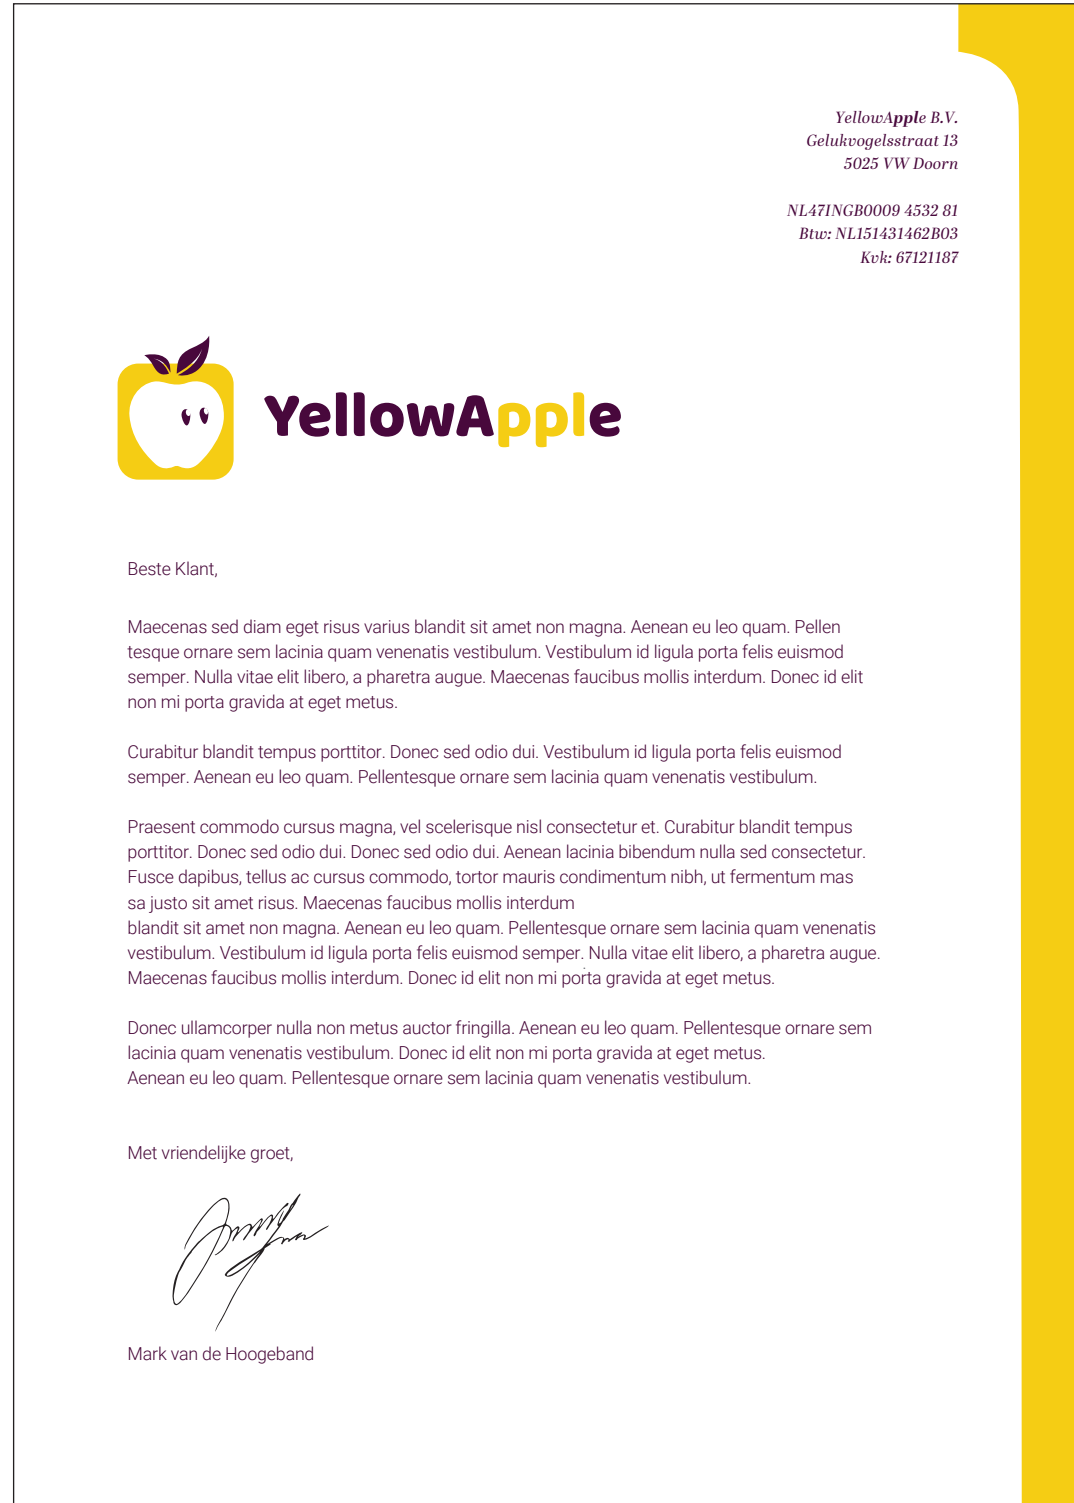 YellowApple B.V.
Gelukvogelsstraat 13
5025 VW Doorn
NL47INGB0009 4532 81
Btw: NL151431462B03
Kvk: 67121187
YellowApple
Beste Klant,
Maecenas sed diam eget risus varius blandit sit amet non magna. Aenean eu leo quam. Pellen
tesque ornare sem lacinia quam venenatis vestibulum. Vestibulum id ligula porta felis euismod
semper. Nulla vitae elit libero, a pharetra augue. Maecenas faucibus mollis interdum. Donec id elit
non mi porta gravida at eget metus.
Curabitur blandit tempus porttitor. Donec sed odio dui. Vestibulum id ligula porta felis euismod
semper. Aenean eu leo quam. Pellentesque ornare sem lacinia quam venenatis vestibulum.
Praesent commodo cursus magna, vel scelerisque nisl consectetur et. Curabitur blandit tempus
porttitor. Donec sed odio dui. Donec sed odio dui. Aenean lacinia bibendum nulla sed consectetur.
Fusce dapibus, tellus ac cursus commodo, tortor mauris condimentum nibh, ut fermentum mas
sa justo sit amet risus. Maecenas faucibus mollis interdum
blandit sit amet non magna. Aenean eu leo quam. Pellentesque ornare sem lacinia quam venenatis
vestibulum. Vestibulum id ligula porta felis euismod semper. Nulla vitae elit libero, a pharetra augue.
Maecenas faucibus mollis interdum. Donec id elit non mi porta gravida at eget metus.
Donec ullamcorper nulla non metus auctor fringilla. Aenean eu leo quam. Pellentesque ornare sem
lacinia quam venenatis vestibulum. Donec id elit non mi porta gravida at eget metus.
Aenean eu leo quam. Pellentesque ornare sem lacinia quam venenatis vestibulum.
Met vriendelijke groet,
Mark van de Hoogeband